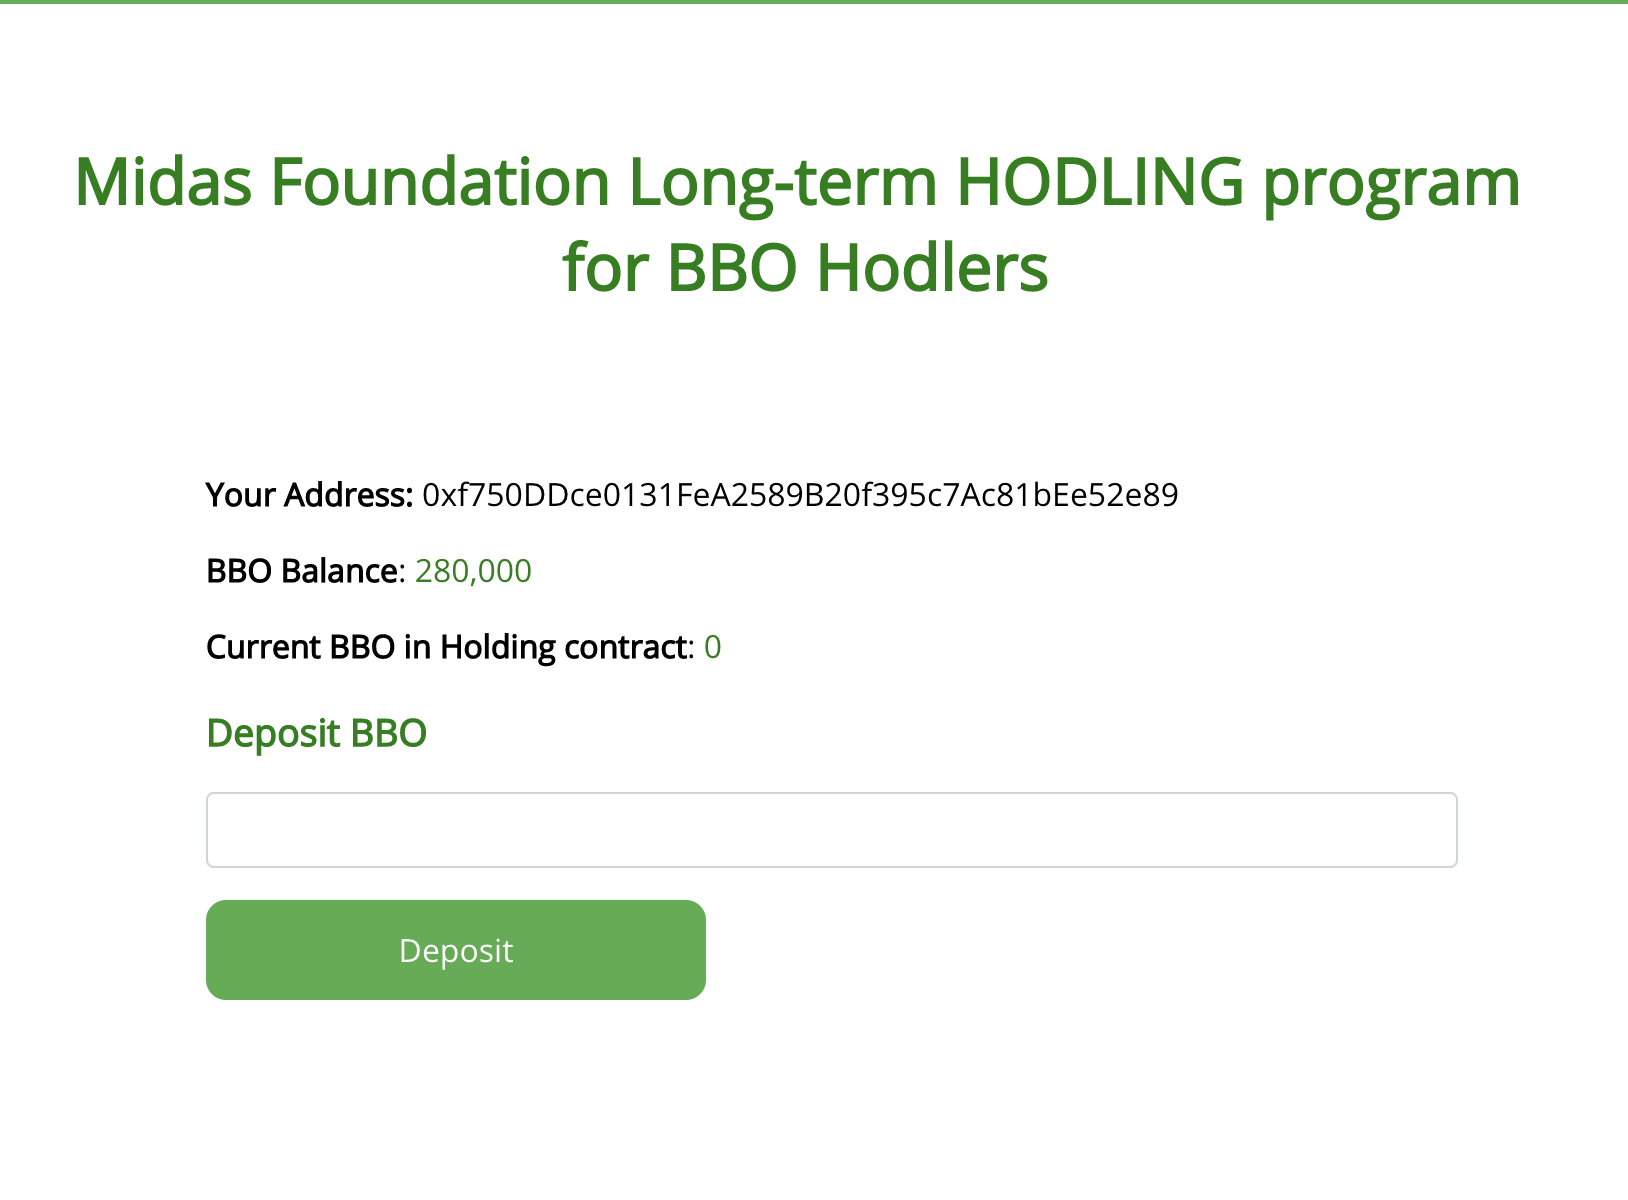 Midas Foundation Long-term HODLING program
for BBO Hodlers
Your Address: 0xf750DDce0131FeA2589B20f395c7Ac81bEe52e89
BBO Balance: 280,000
Current BBO in Holding contract: 0
Deposit BBO
Deposit